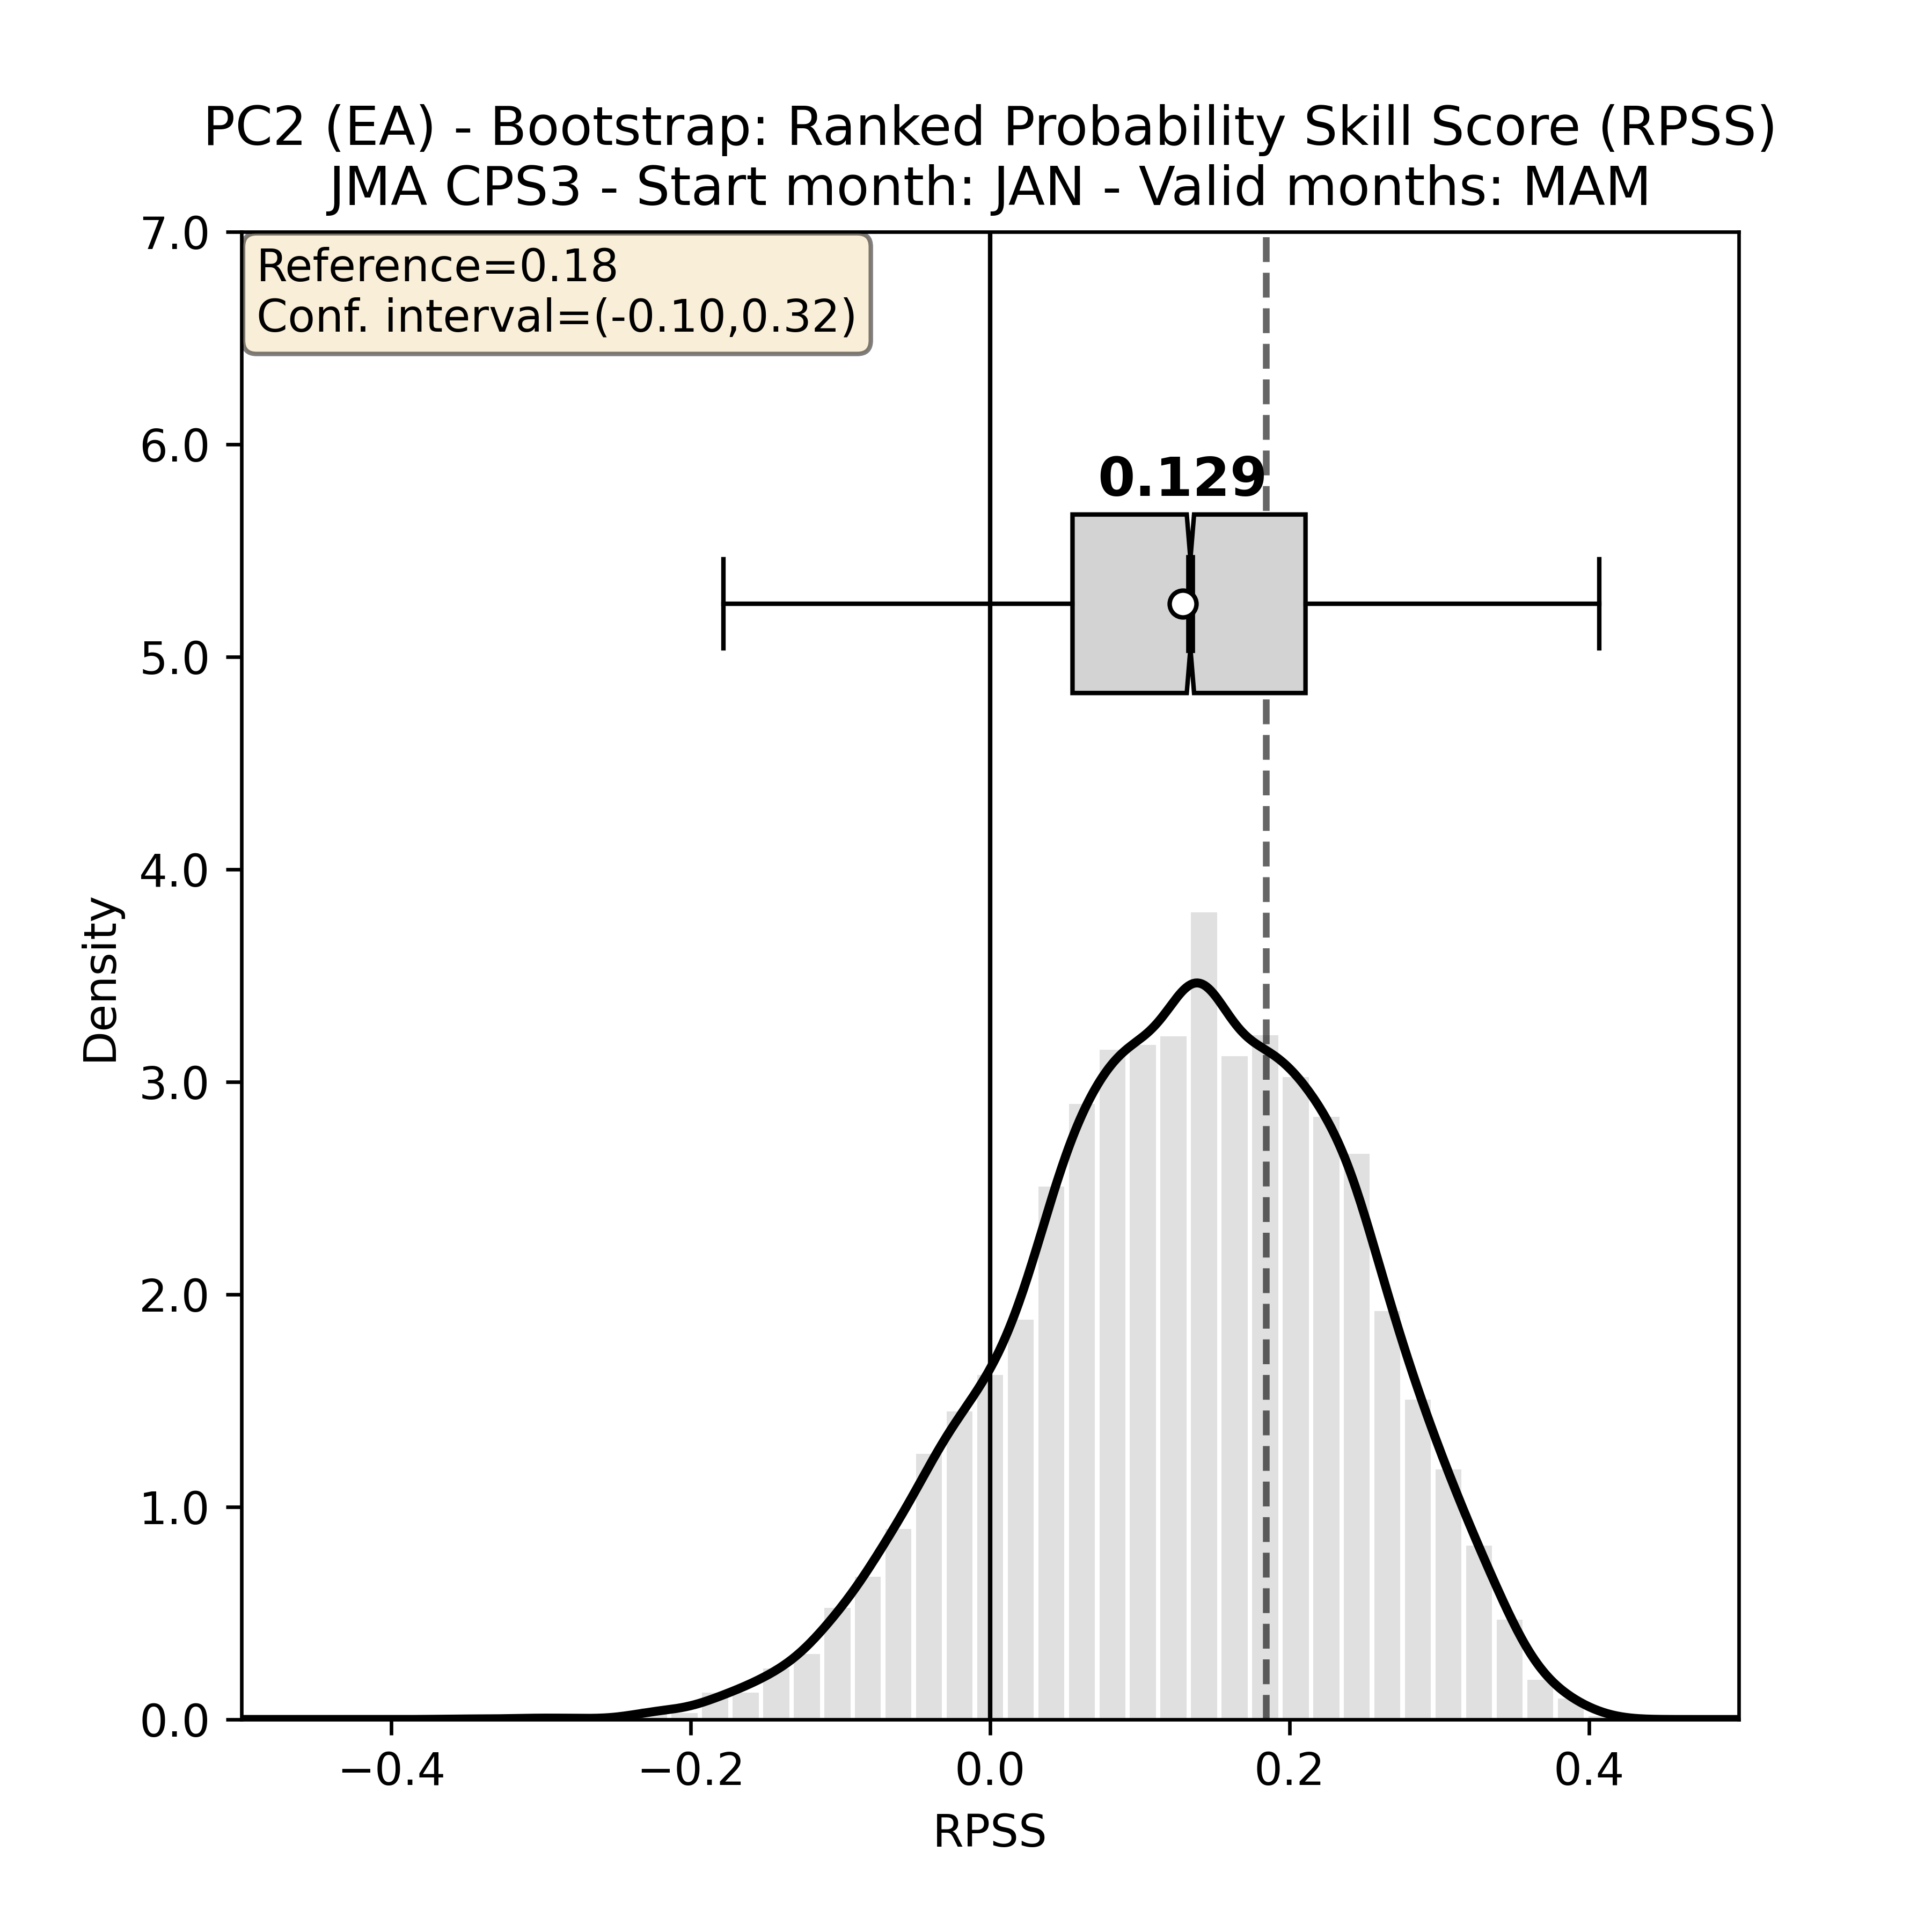 PC2 (EA) - Bootstrap: Ranked Probability Skill Score (RPSS)
JMA CPS3 - Start month: JAN - Valid months: MAM
Reference=0.18
Conf. interval=(-0.10,0.32)
0.129
7.0
6.0
5.0
4.0
3.0
2.0
1.0
0.0
Density
−0.4
−0.2
0.0
0.2
0.4
RPSS